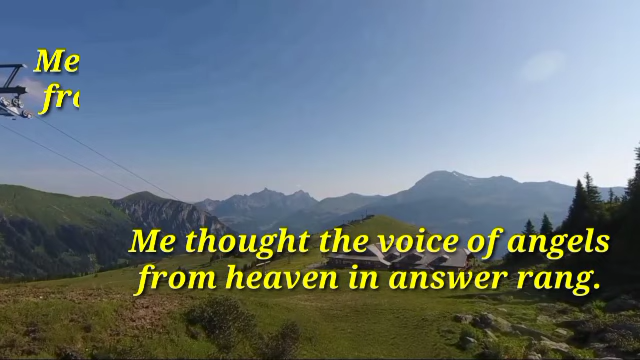 Me
fro
Me thought the voice of angels
from heaven in answer rang.